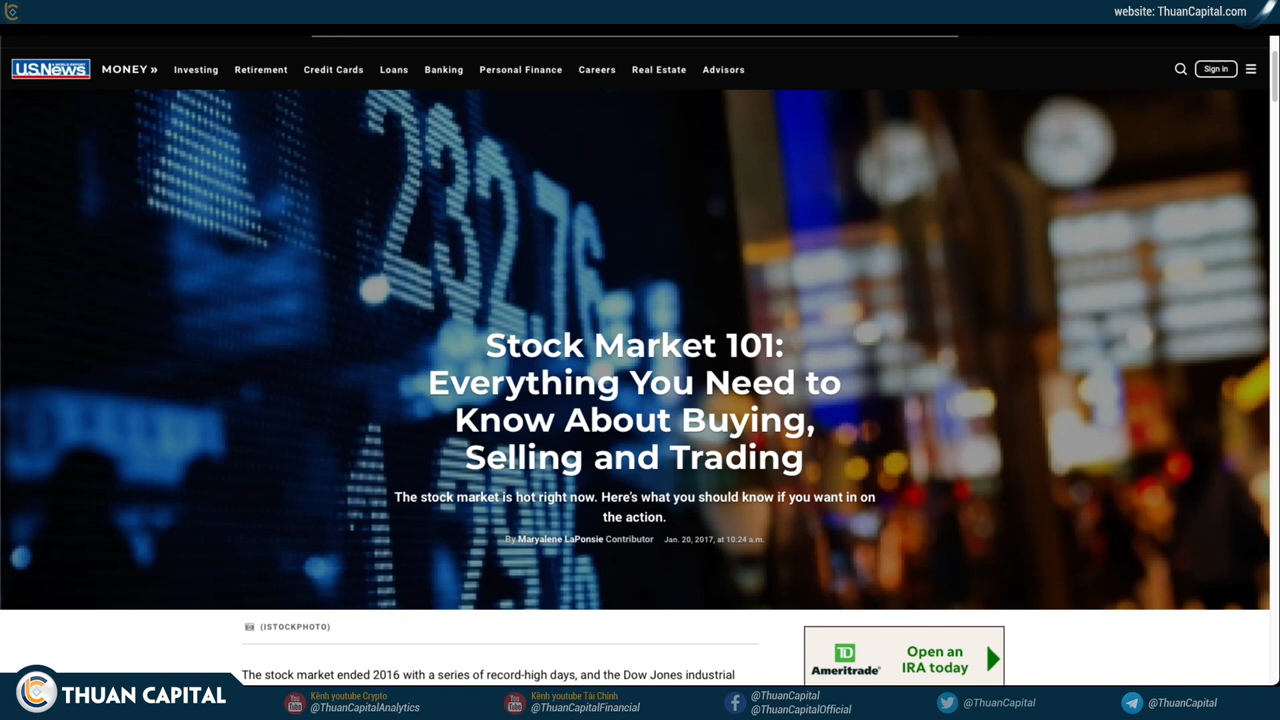 website: ThuanCapital.com
U.S.News
MONEY »
Investing
Retirement
Credit Cards
Loans
Banking
Personal Finance
Careers
Real Estate
Advisors
Sign in
2327.6
Stock Market 101:
Everything You Need to
Know About Buying,
Selling and Trading
The stock market is hot right now. Here’s what you should know if you want in on
the action.
By Maryalene LaPonsie Contributor Jan. 20, 2017, at 10:24 a.m.
(ISTOCKPHOTO)
The stock market ended 2016 with a series of record-high days, and the Dow Jones industrial
TD
Ameritrade
Open an
IRA today
THUAN CAPITAL
Kênh youtube Crypto
@ThuanCapitalAnalytics
Kênh youtube Tài Chính
@ThuanCapitalFinancial
@ThuanCapital
@ThuanCapitalOfficial
@ThuanCapital
@ThuanCapital